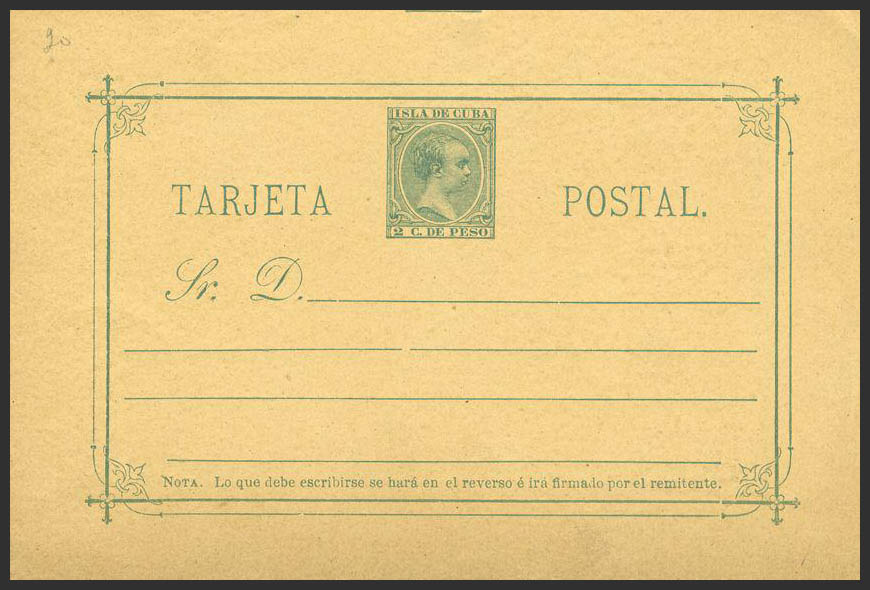 ISLA DE CUBA
TARJETA POSTAL.
2 C. DE PESO
Sr. D.
NOTA. Lo que debe escribirse se hará en el reverso é irá firmado por el remitente.